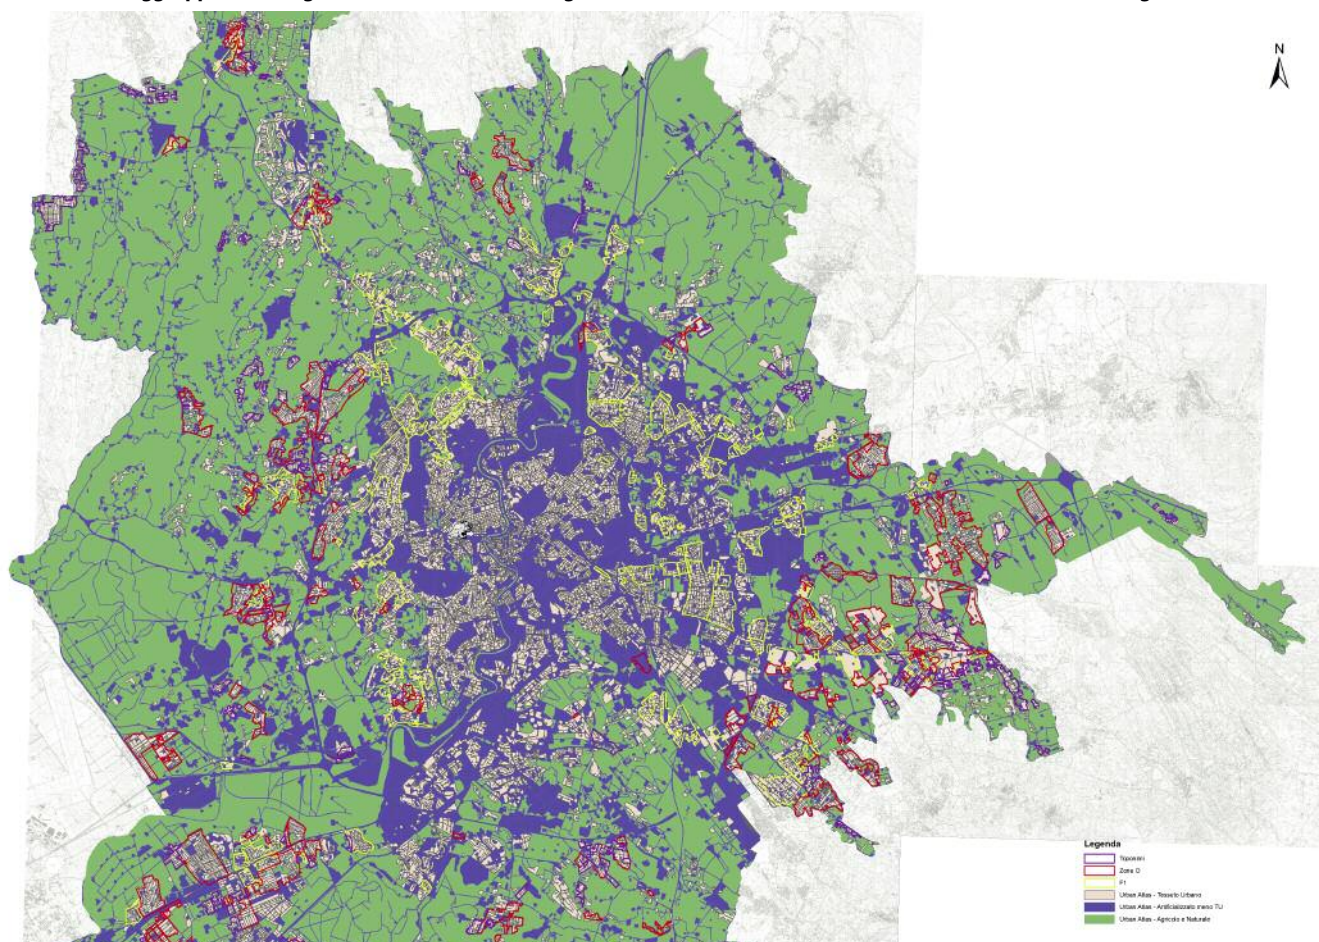 N
Legenda
Toponimi
Zone O
F1
Urban Atlas - Tessuto Urbano
Urban Atlas - Artificializzato meno TU
Urban Atlas - Agricolo e Naturale